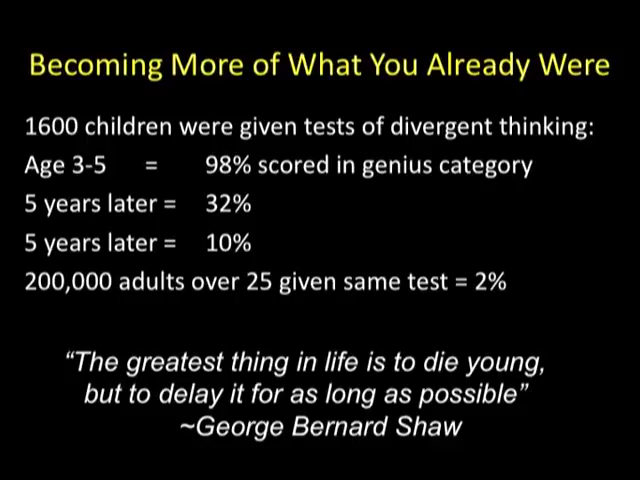 Becoming More of What You Already Were
1600 children were given tests of divergent thinking:
Age 3-5 = 98% scored in genius category
5 years later = 32%
5 years later = 10%
200,000 adults over 25 given same test = 2%
“The greatest thing in life is to die young,
but to delay it for as long as possible”
~George Bernard Shaw